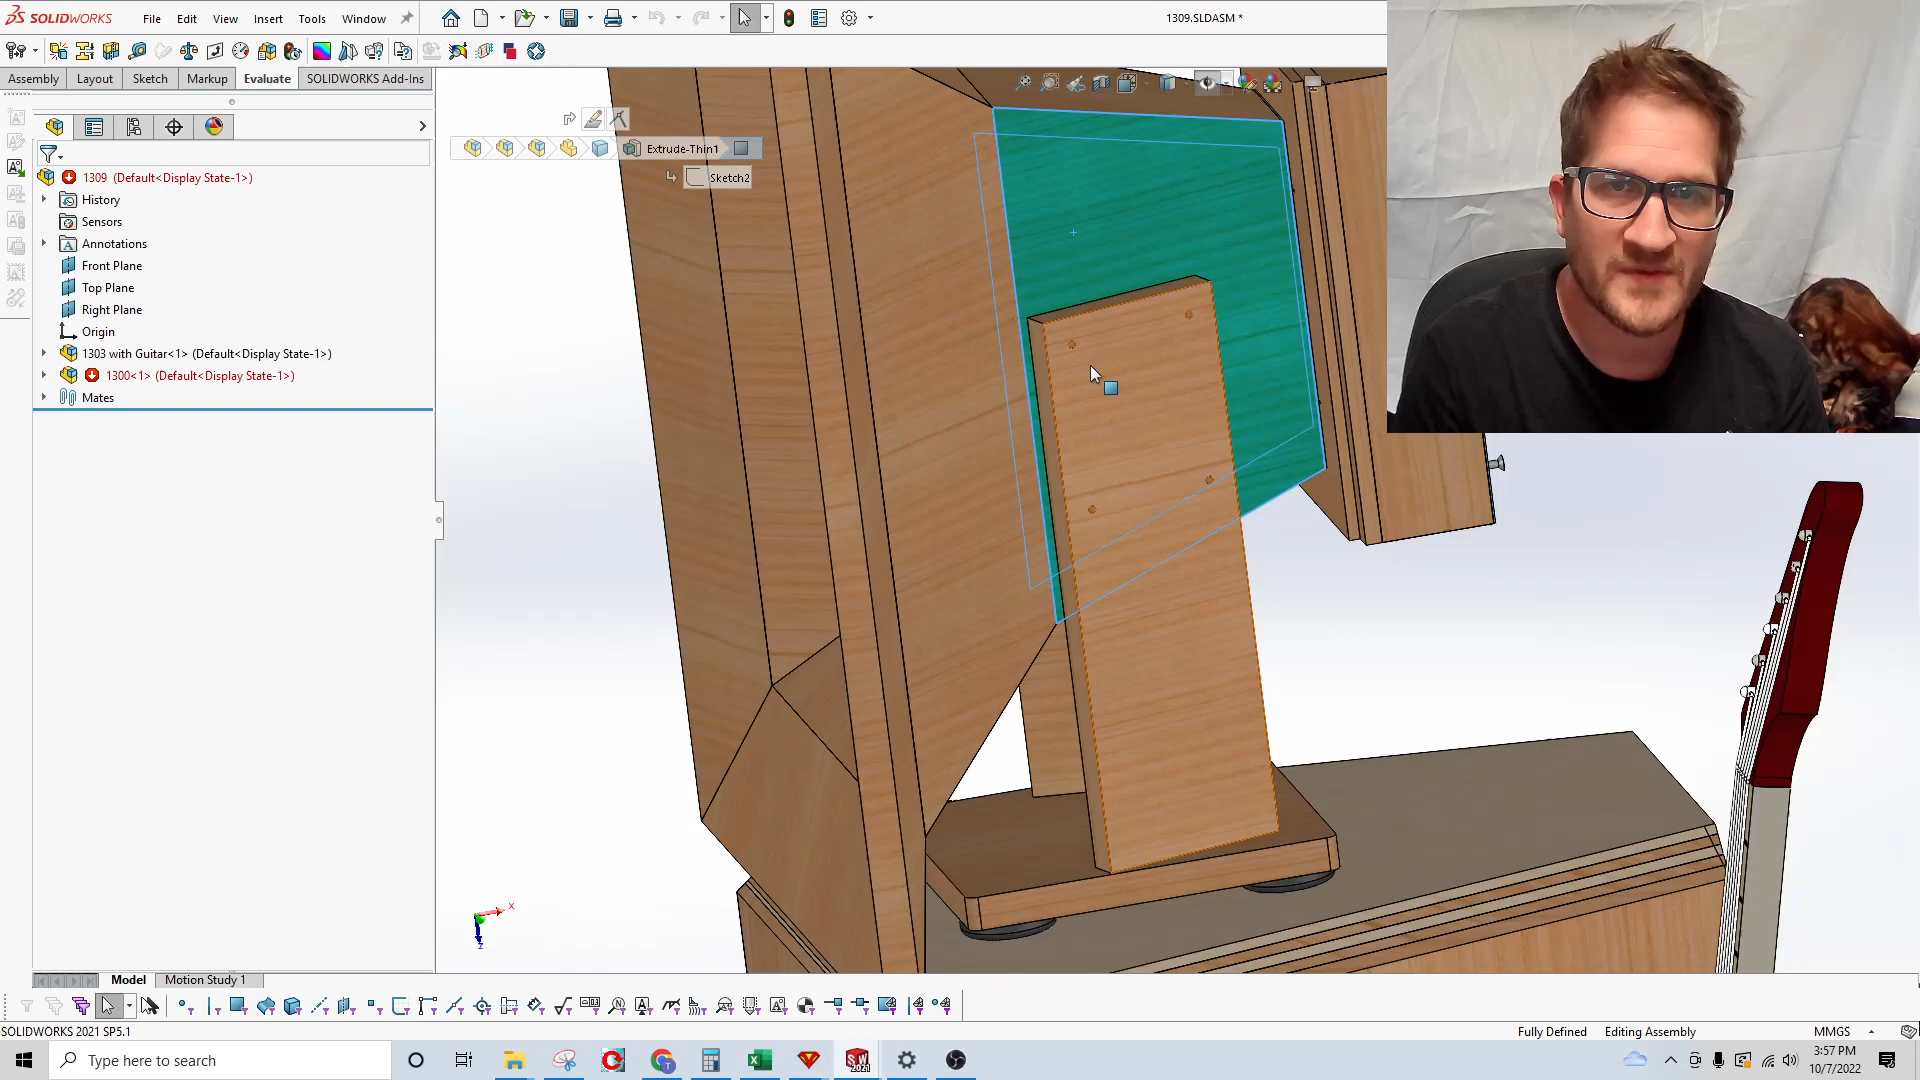 SOLIDWORKS File Edit View Insert Tools Window 1309.SLDASM *
Assembly Layout Sketch Markup Evaluate SOLIDWORKS Add-Ins
Extrude-Thin1
Sketch2
1309 (Default<Display State-1>)
History
Sensors
Annotations
Front Plane
Top Plane
Right Plane
Origin
1303 with Guitar<1> (Default<Display State-1>)
1300<1> (Default<Display State-1>)
Mates
x
z
Model Motion Study 1
SOLIDWORKS 2021 SP5.1 Fully Defined Editing Assembly MMGS
Type here to search
SW
2021
3:57 PM
10/7/2022